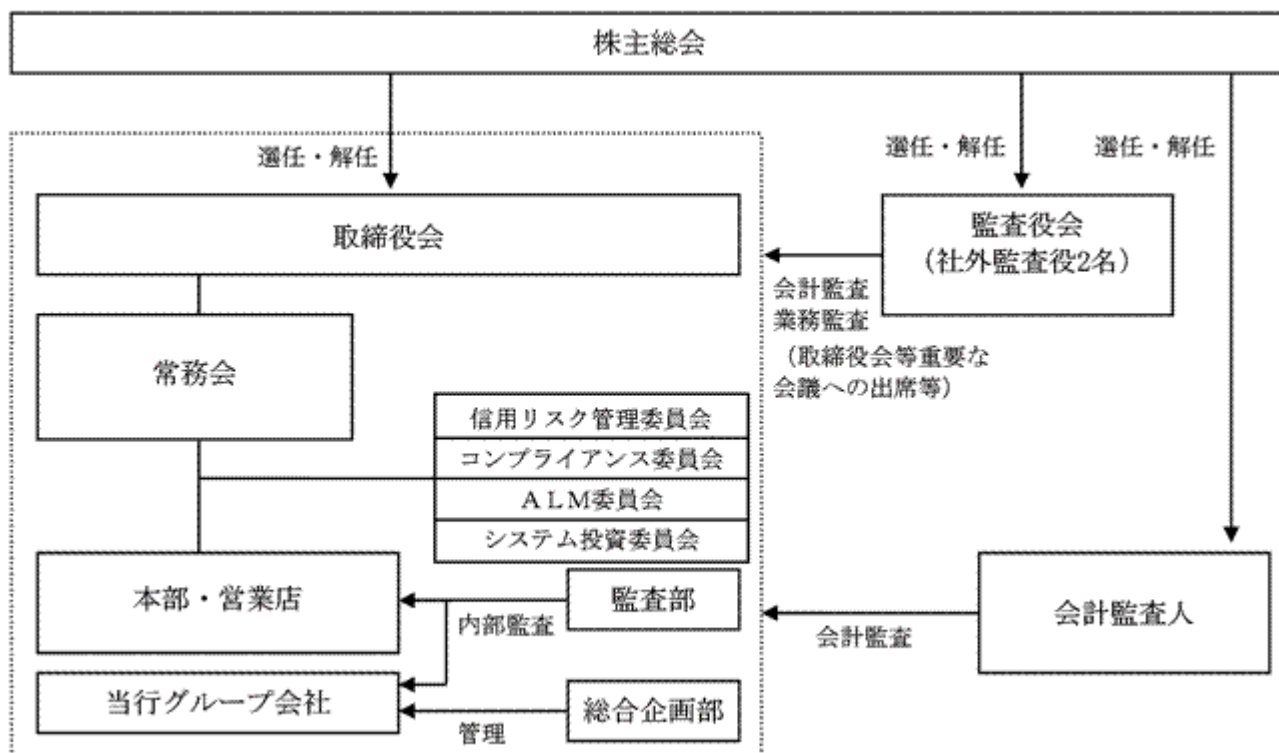 株主総会
選任・解任
選任・解任
選任・解任
取締役会
監査役会
（社外監査役2名）
会計監査
業務監査
（取締役会等重要な
会議への出席等）
常務会
信用リスク管理委員会
コンプライアンス委員会
ＡＬＭ委員会
システム投資委員会
本部・営業店
監査部
内部監査
会計監査人
会計監査
当行グループ会社
総合企画部
管理